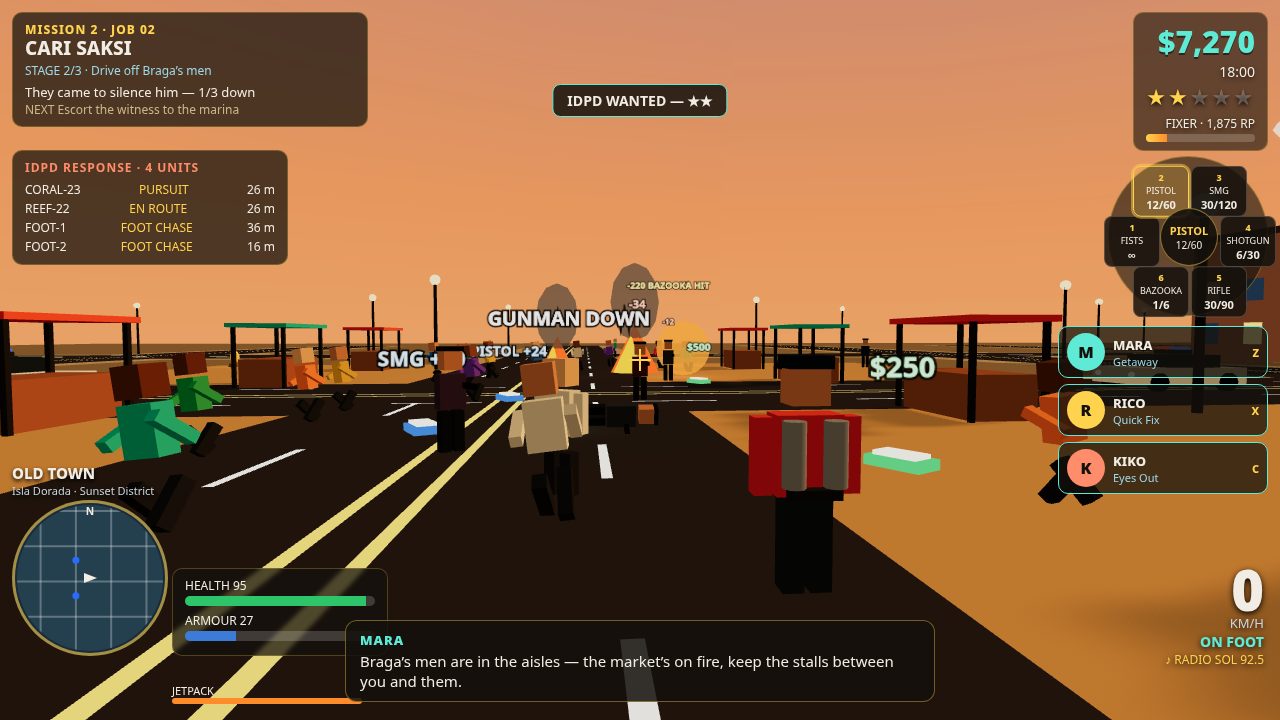 MISSION 2 · JOB 02
CARI SAKSI
STAGE 2/3 · Drive off Braga's men
They came to silence him — 1/3 down
NEXT Escort the witness to the marina
IDPD WANTED — ★★
$7,270
18:00
★★★★★
FIXER · 1,875 RP
IDPD RESPONSE · 4 UNITS
CORAL-23 PURSUIT 26 m
REEF-22 EN ROUTE 26 m
FOOT-1 FOOT CHASE 36 m
FOOT-2 FOOT CHASE 16 m
2
PISTOL
12/60
3
SMG
30/120
1
FISTS
∞
PISTOL
12/60
4
SHOTGUN
6/30
6
BAZOOKA
1/6
5
RIFLE
30/90
-220 BAZOOKA HIT
-34
GUNMAN DOWN
-12
SMG +
PISTOL +24
$500
$250
M
MARA
Getaway
Z
R
RICO
Quick Fix
X
K
KIKO
Eyes Out
C
OLD TOWN
Isla Dorada · Sunset District
N
HEALTH 95
ARMOUR 27
JETPACK
MARA
Braga's men are in the aisles — the market's on fire, keep the stalls between
you and them.
0
KM/H
ON FOOT
♪ RADIO SOL 92.5